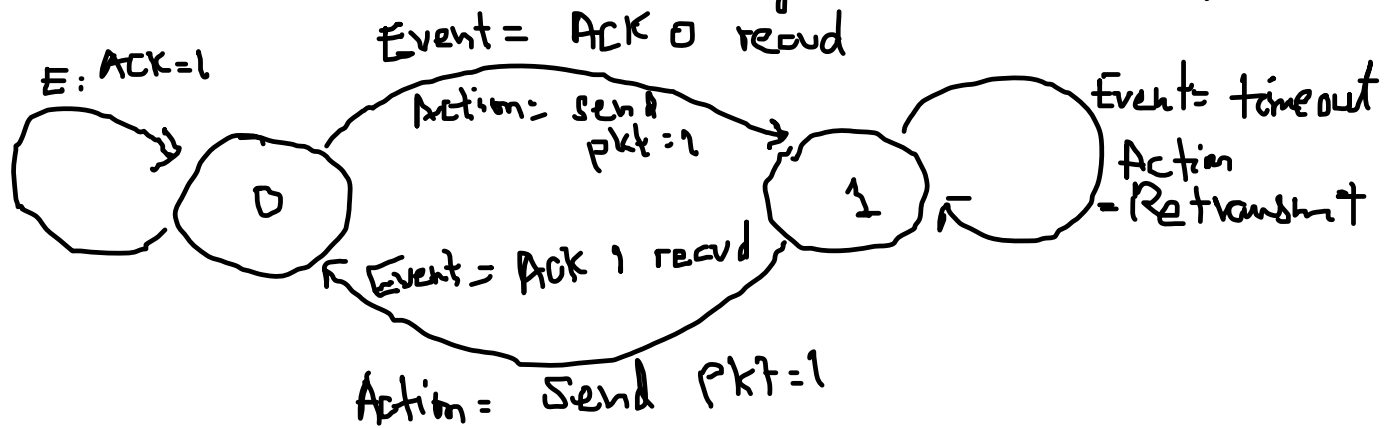 Event = ACK 0 recvd
E: ACK=1
Action= send
pkt=1
Event= timeout
Action
= Retransmit
0
1
Event = ACK 1 recvd
Action = Send pkt=1